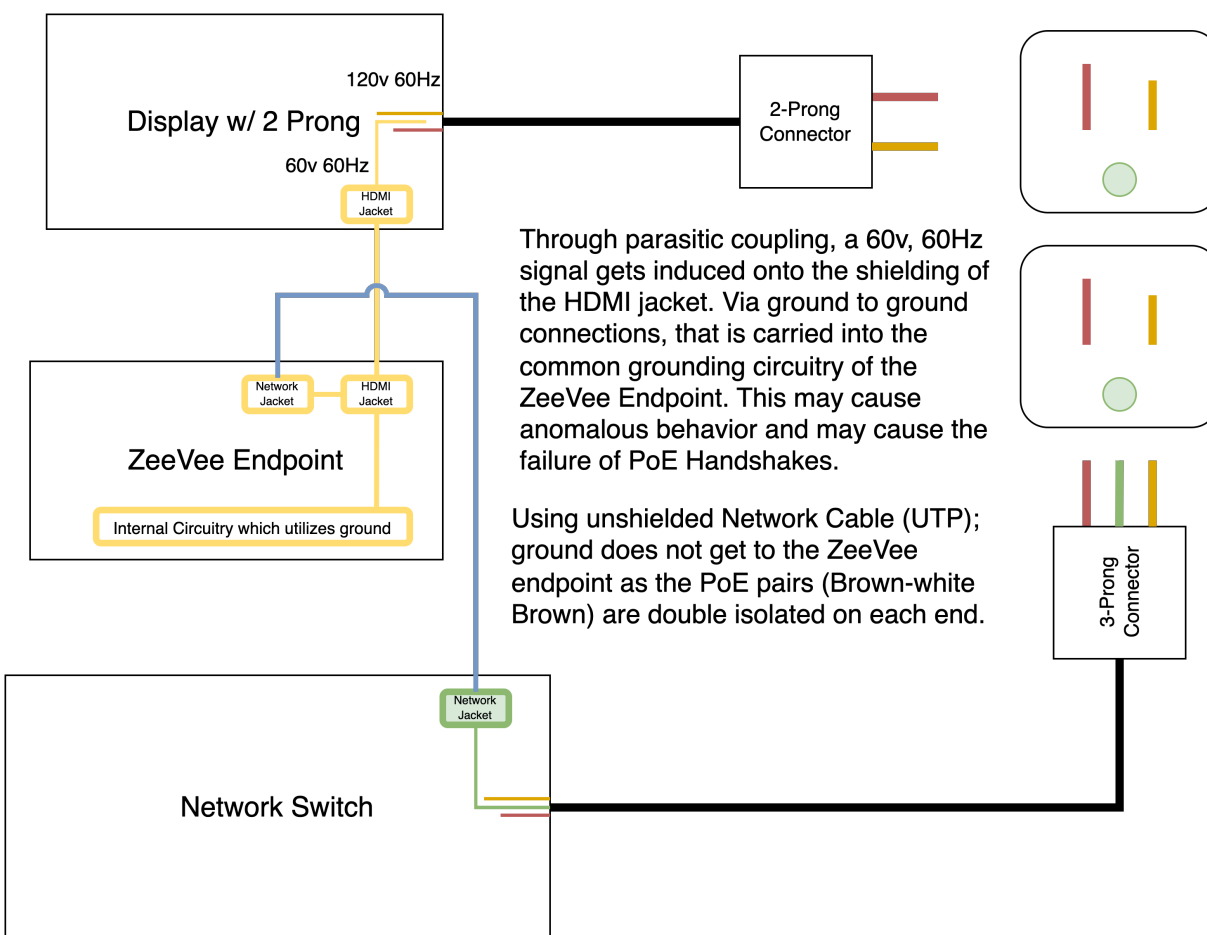 120v 60Hz
Display w/ 2 Prong
60v 60Hz
HDMI
Jacket
2-Prong
Connector
Through parasitic coupling, a 60v, 60Hz
signal gets induced onto the shielding of
the HDMI jacket. Via ground to ground
connections, that is carried into the
common grounding circuitry of the
ZeeVee Endpoint. This may cause
anomalous behavior and may cause the
failure of PoE Handshakes.
Network
Jacket
HDMI
Jacket
ZeeVee Endpoint
Internal Circuitry which utilizes ground
Using unshielded Network Cable (UTP);
ground does not get to the ZeeVee
endpoint as the PoE pairs (Brown-white
Brown) are double isolated on each end.
3-Prong
Connector
Network
Jacket
Network Switch